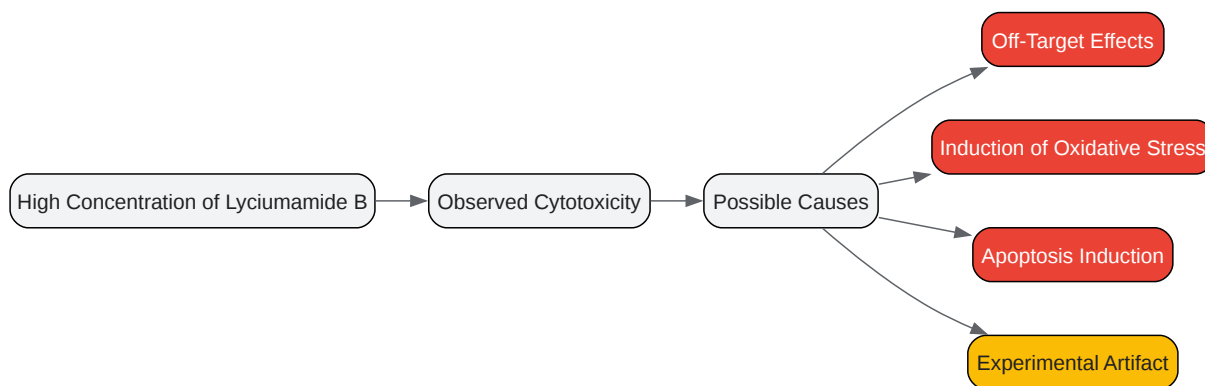 High Concentration of Lyciumamide B
Observed Cytotoxicity
Possible Causes
Off-Target Effects
Induction of Oxidative Stress
Apoptosis Induction
Experimental Artifact